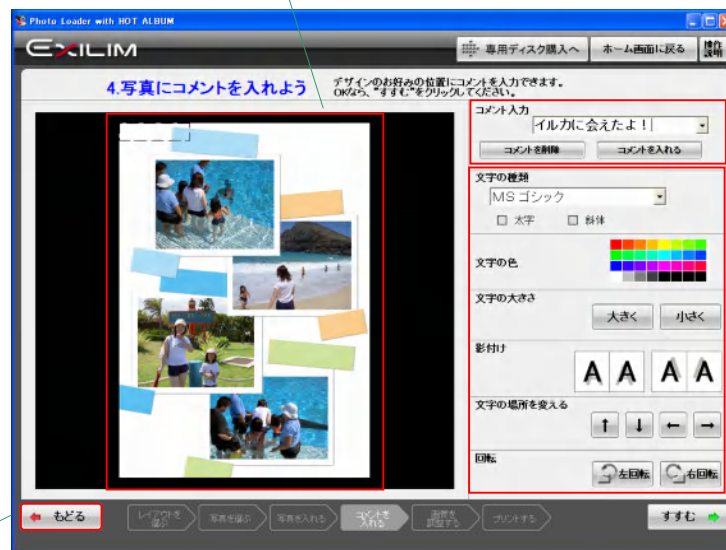 Photo Loader with HOT ALBUM
EXILIM
専用ディスク購入へ
ホーム画面に戻る
操作説明
4.写真にコメントを入れよう
デザインのお好みの位置にコメントを入力できます。
OKなら、"すすむ"をクリックしてください。
コメント入力
イルカに会えたよ！
コメントを削除
コメントを入れる
文字の種類
MS ゴシック
太字
斜体
文字の色
文字の大きさ
大きく
小さく
影付け
A A
A A
文字の場所を変える
↑ ↓ ← →
回転
左回転
右回転
もどる
レイアウトを選ぶ
写真を選ぶ
写真を入れる
コメントを入れる
画質を調整する
プリントする
すすむ